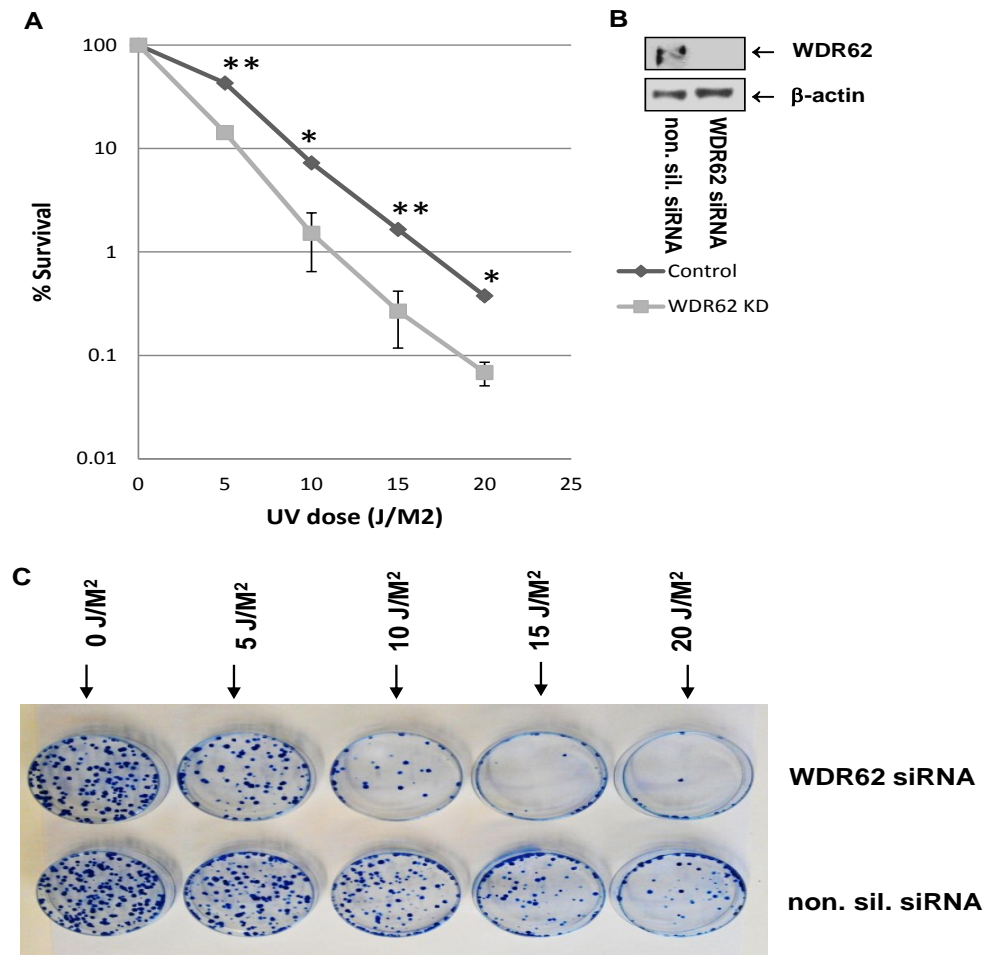 A
100
10
1
0.1
0.01
% Survival
0
5
10
15
20
25
UV dose (J/M2)
**
*
**
*
B
← WDR62
← β-actin
non. sil. siRNA
WDR62 siRNA
Control
WDR62 KD
C
0 J/M²
5 J/M²
10 J/M²
15 J/M²
20 J/M²
WDR62 siRNA
non. sil. siRNA